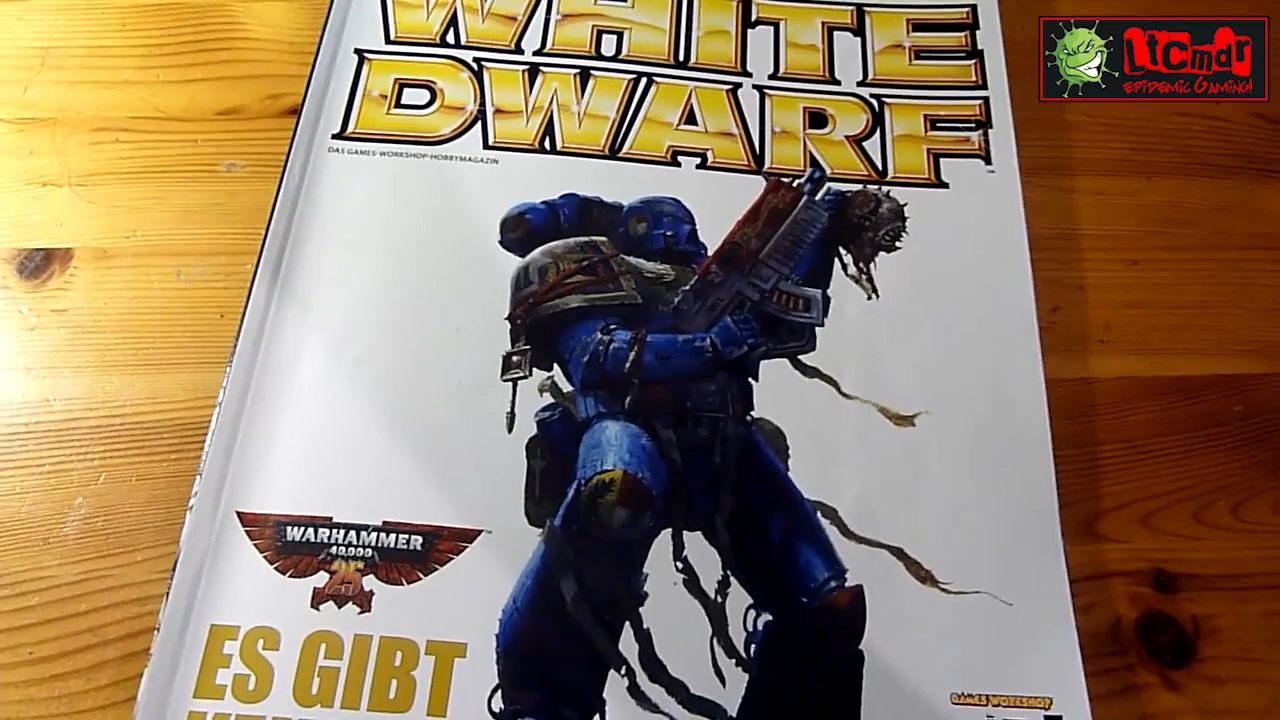 WHITE
DWARF
DAS GAMES-WORKSHOP-HOBBYMAGAZIN
LtCmdr
EPiDEMiC GAMiNG!
WARHAMMER
40,000
25
ES GIBT
GAMES WORKSHOP